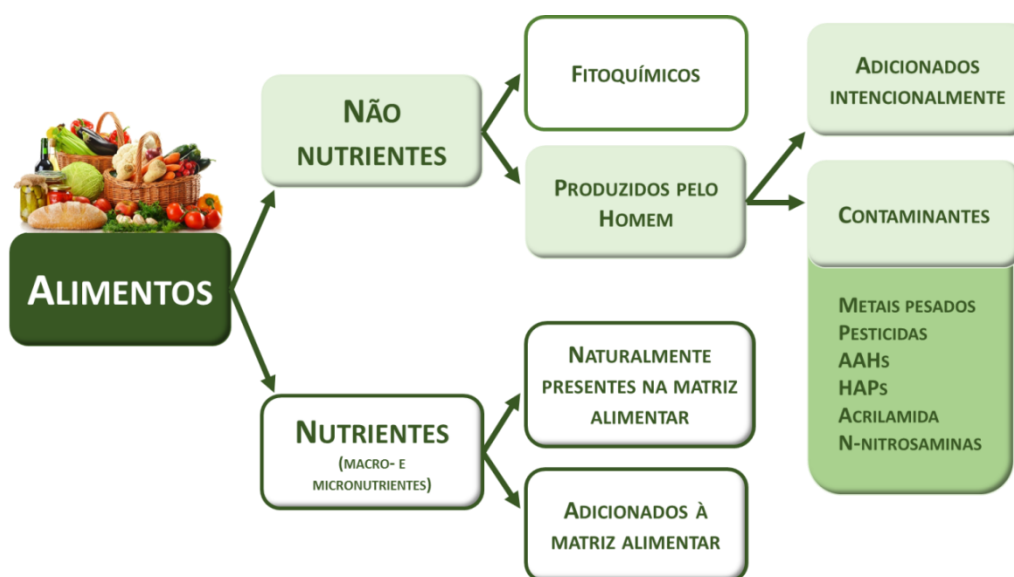 ALIMENTOS
NÃO
NUTRIENTES
NUTRIENTES
(MACRO- E
MICRONUTRIENTES)
FITOQUÍMICOS
PRODUZIDOS PELO
HOMEM
NATURALMENTE
PRESENTES NA MATRIZ
ALIMENTAR
ADICIONADOS À
MATRIZ ALIMENTAR
ADICIONADOS
INTENCIONALMENTE
CONTAMINANTES
METAIS PESADOS
PESTICIDAS
AAHS
HAPS
ACRILAMIDA
N-NITROSAMINAS